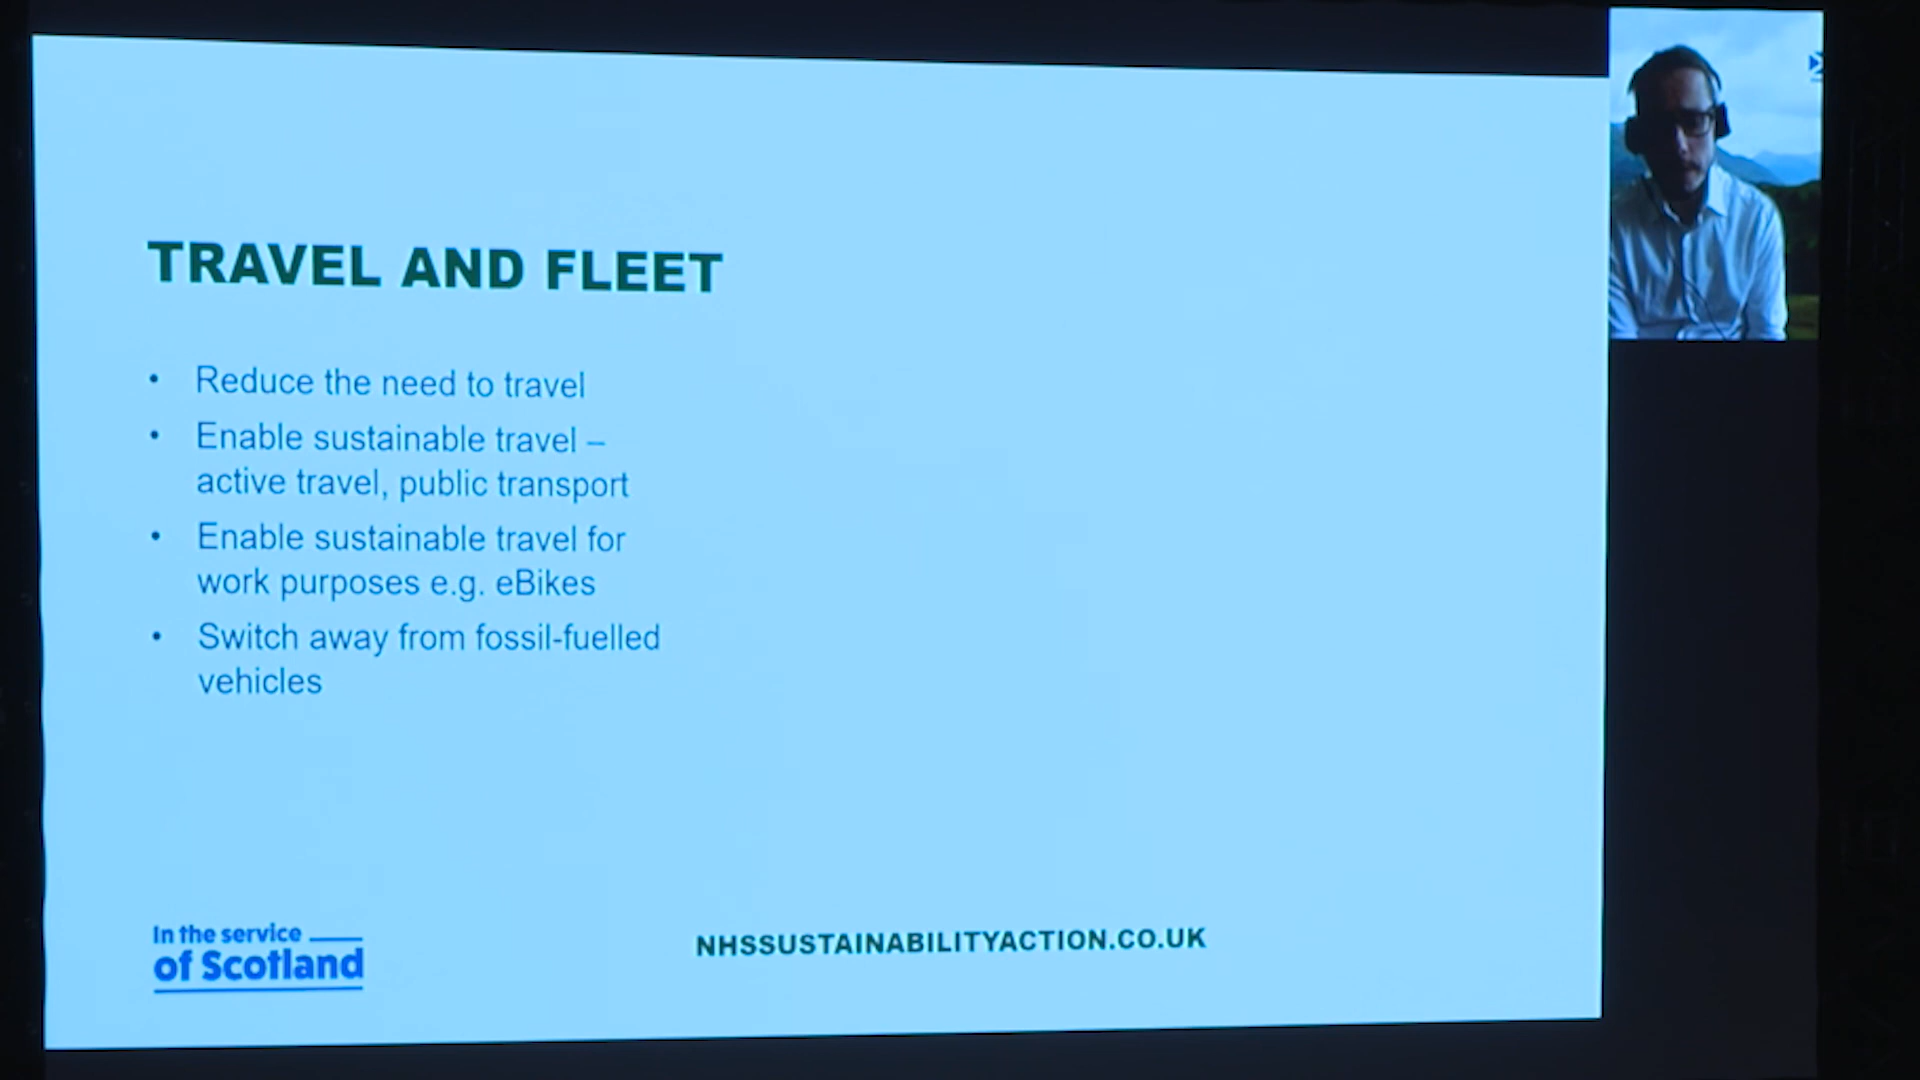 TRAVEL AND FLEET
• Reduce the need to travel
• Enable sustainable travel –
active travel, public transport
• Enable sustainable travel for
work purposes e.g. eBikes
• Switch away from fossil-fuelled
vehicles
In the service
of Scotland
NHSSUSTAINABILITYACTION.CO.UK